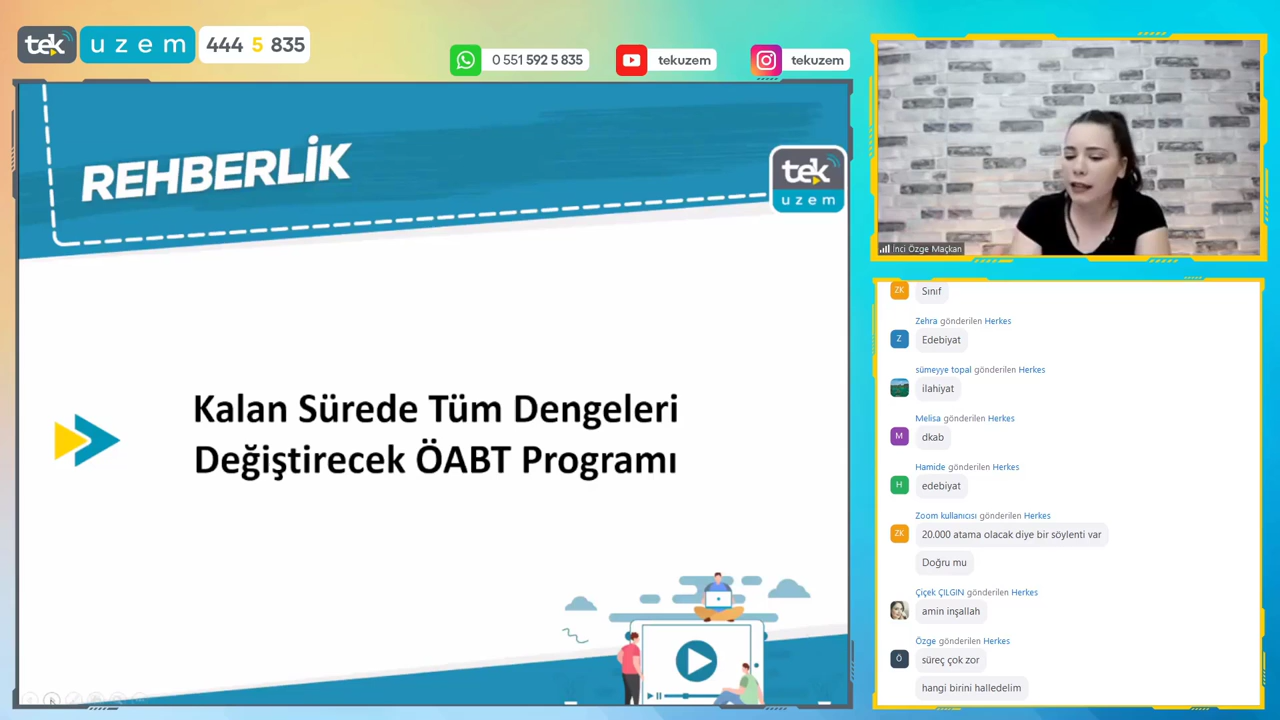 tek
uzem
444 5 835
0 551 592 5 835
tekuzem
tekuzem
REHBERLİK
tek
uzem
Kalan Sürede Tüm Dengeleri
Değiştirecek ÖABT Programı
İnci Özge Maçkan
ZK
Sınıf
Zehra gönderilen Herkes
Z
Edebiyat
sümeyye topal gönderilen Herkes
ilahiyat
Melisa gönderilen Herkes
M
dkab
Hamide gönderilen Herkes
H
edebiyat
Zoom kullanıcısı gönderilen Herkes
ZK
20.000 atama olacak diye bir söylenti var
Doğru mu
Çiçek ÇILGIN gönderilen Herkes
amin inşallah
Özge gönderilen Herkes
Ö
süreç çok zor
hangi birini halledelim